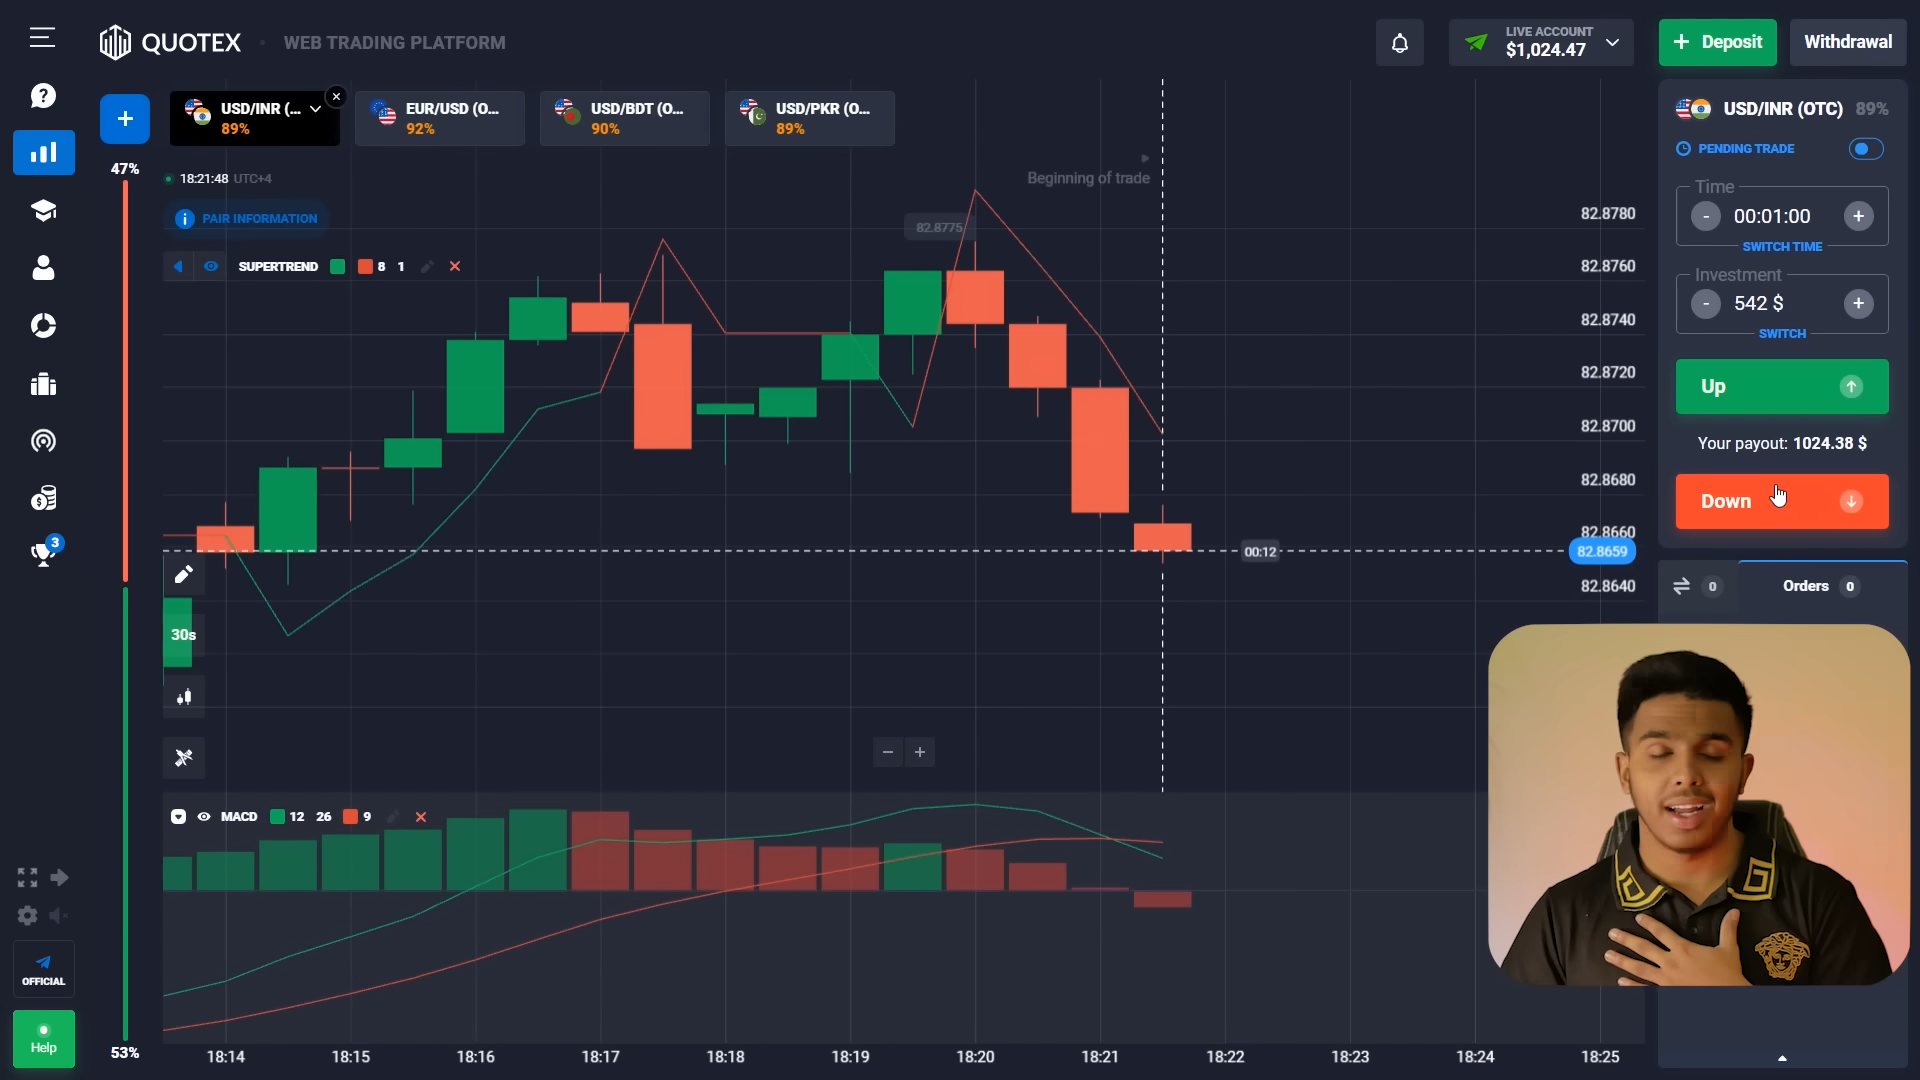 QUOTEX
WEB TRADING PLATFORM
LIVE ACCOUNT
$1,024.47
+ Deposit
Withdrawal
USD/INR (...
89%
EUR/USD (O...
92%
USD/BDT (O...
90%
USD/PKR (O...
89%
47%
18:21:48 UTC+4
PAIR INFORMATION
SUPERTREND 8 1
Beginning of trade
82.8775
82.8780
82.8760
82.8740
82.8720
82.8700
82.8680
82.8660
82.8659
82.8640
00:12
30s
USD/INR (OTC) 89%
PENDING TRADE
Time
- 00:01:00 +
SWITCH TIME
Investment
- 542 $ +
SWITCH
Up
Your payout: 1024.38 $
Down
0
Orders 0
3
MACD 12 26 9
OFFICIAL
Help
53%
18:14 18:15 18:16 18:17 18:18 18:19 18:20 18:21 18:22 18:23 18:24 18:25